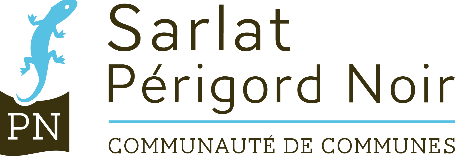 Sarlat
Périgord Noir
PN
COMMUNAUTÉ DE COMMUNES